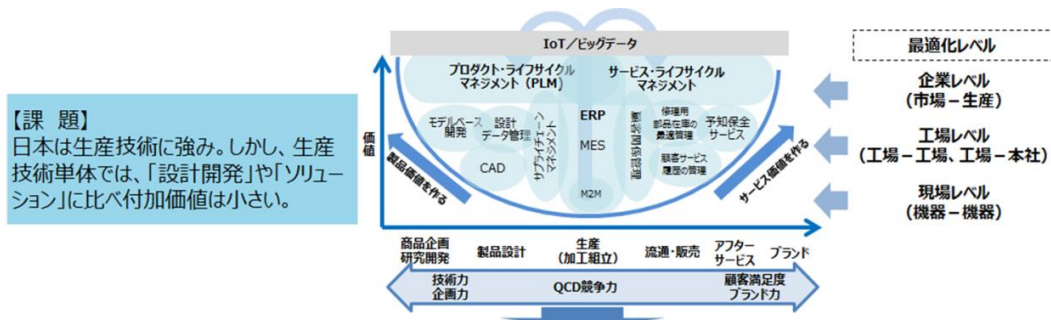 【課 題】
日本は生産技術に強み。しかし、生産
技術単体では、「設計開発」や「ソリュー
ション」に比べ付加価値は小さい。
IoT/ビッグデータ
プロダクト・ライフサイクル
マネジメント(PLM)
サービス・ライフサイクル
マネジメント
価値
モデルベース
開発
設計
データ管理
CAD
サプライチェーン
マネジメント
ERP
MES
M2M
修理用
部品在庫の
最適管理
予知保全
サービス
顧客サービス
履歴の管理
製品価値を作る
サービス価値を作る
商品企画
研究開発
製品設計
生産
(加工組立)
流通・販売
アフター
サービス
ブランド
技術力
企画力
QCD競争力
顧客満足度
ブランド力
最適化レベル
企業レベル
(市場-生産)
工場レベル
(工場-工場、工場-本社)
現場レベル
(機器-機器)